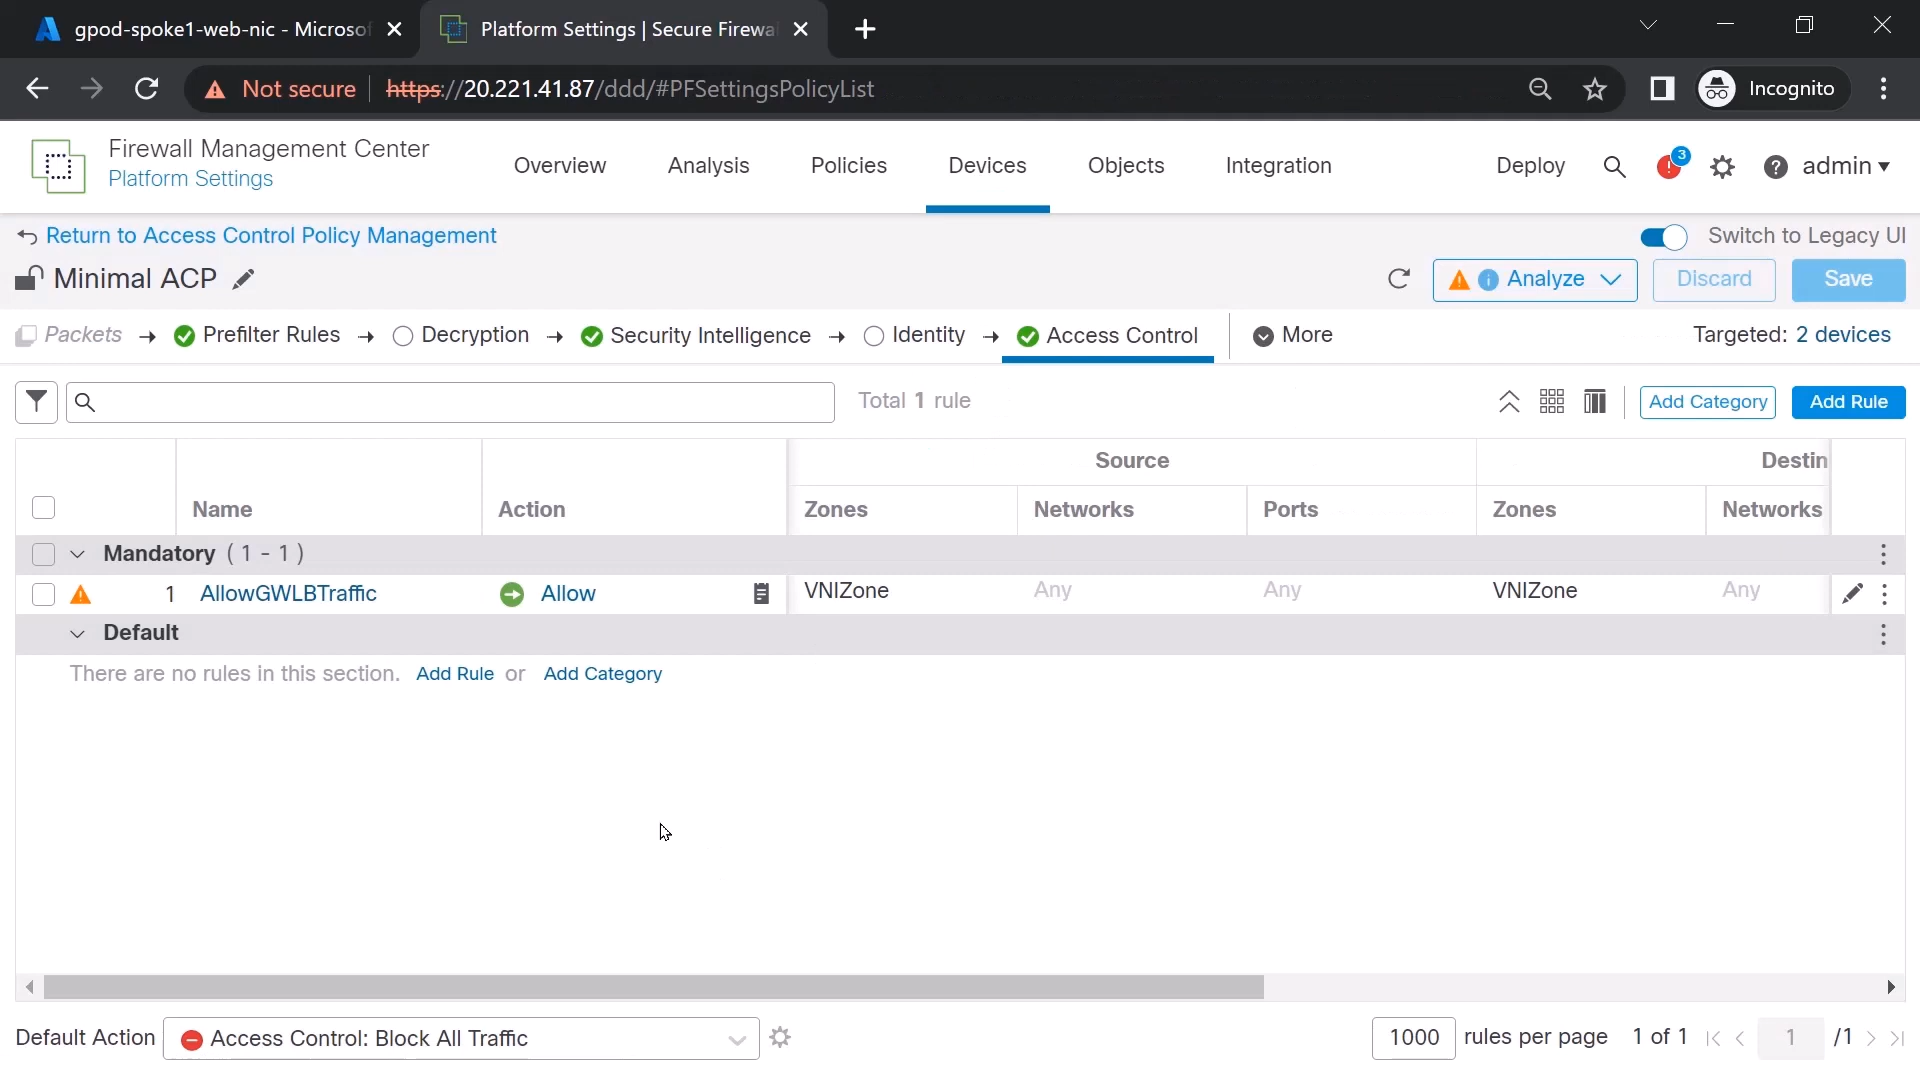 gpod-spoke1-web-nic - Microsof
Platform Settings | Secure Firewa
Not secure https://20.221.41.87/ddd/#PFSettingsPolicyList Incognito
Firewall Management Center
Platform Settings
Overview Analysis Policies Devices Objects Integration Deploy 3 admin
Return to Access Control Policy Management Switch to Legacy UI
Minimal ACP Analyze Discard Save
Packets Prefilter Rules Decryption Security Intelligence Identity Access Control More Targeted: 2 devices
Total 1 rule Add Category Add Rule
Source Destin
Name Action Zones Networks Ports Zones Networks
Mandatory ( 1 - 1 )
1 AllowGWLBTraffic Allow VNIZone Any Any VNIZone Any
Default
There are no rules in this section. Add Rule or Add Category
Default Action Access Control: Block All Traffic 1000 rules per page 1 of 1 1 /1